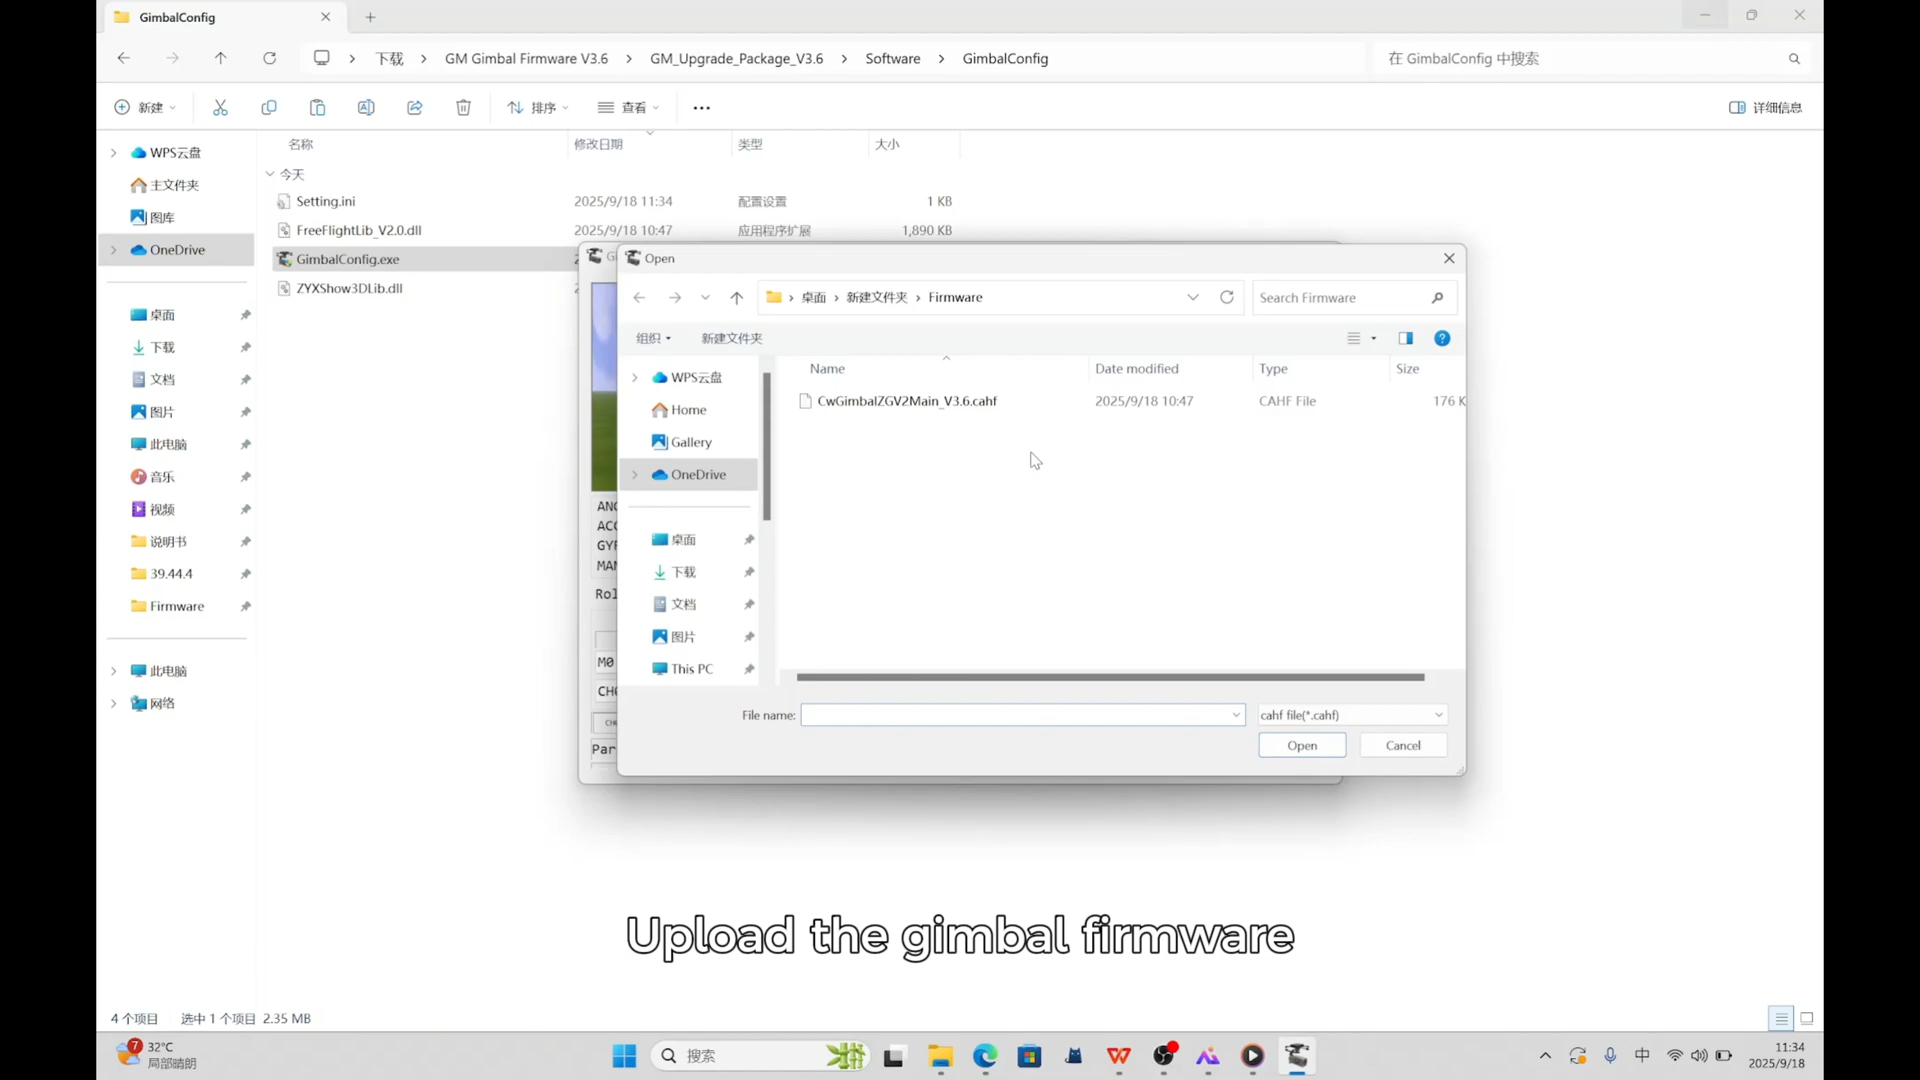 GimbalConfig
下载 > GM Gimbal Firmware V3.6 > GM_Upgrade_Package_V3.6 > Software > GimbalConfig
在 GimbalConfig 中搜索
新建
排序
查看
详细信息
名称 修改日期 类型 大小
今天
Setting.ini 2025/9/18 11:34 配置设置 1 KB
FreeFlightLib_V2.0.dll 2025/9/18 10:47 应用程序扩展 1,890 KB
GimbalConfig.exe
ZYXShow3DLib.dll
WPS云盘
主文件夹
图库
OneDrive
桌面
下载
文档
图片
此电脑
音乐
视频
说明书
39.44.4
Firmware
此电脑
网络
ACC
Rol
M0
Par
Open
桌面 > 新建文件夹 > Firmware
Search Firmware
组织
新建文件夹
Name Date modified Type Size
CwGimbalZGV2Main_V3.6.cahf 2025/9/18 10:47 CAHF File 176 K
WPS云盘
Home
Gallery
OneDrive
桌面
下载
文档
图片
This PC
File name:
cahf file(*.cahf)
Open
Cancel
Upload the gimbal firmware
4 个项目 选中 1 个项目 2.35 MB
7
32°C
局部晴朗
搜索
中
11:34
2025/9/18